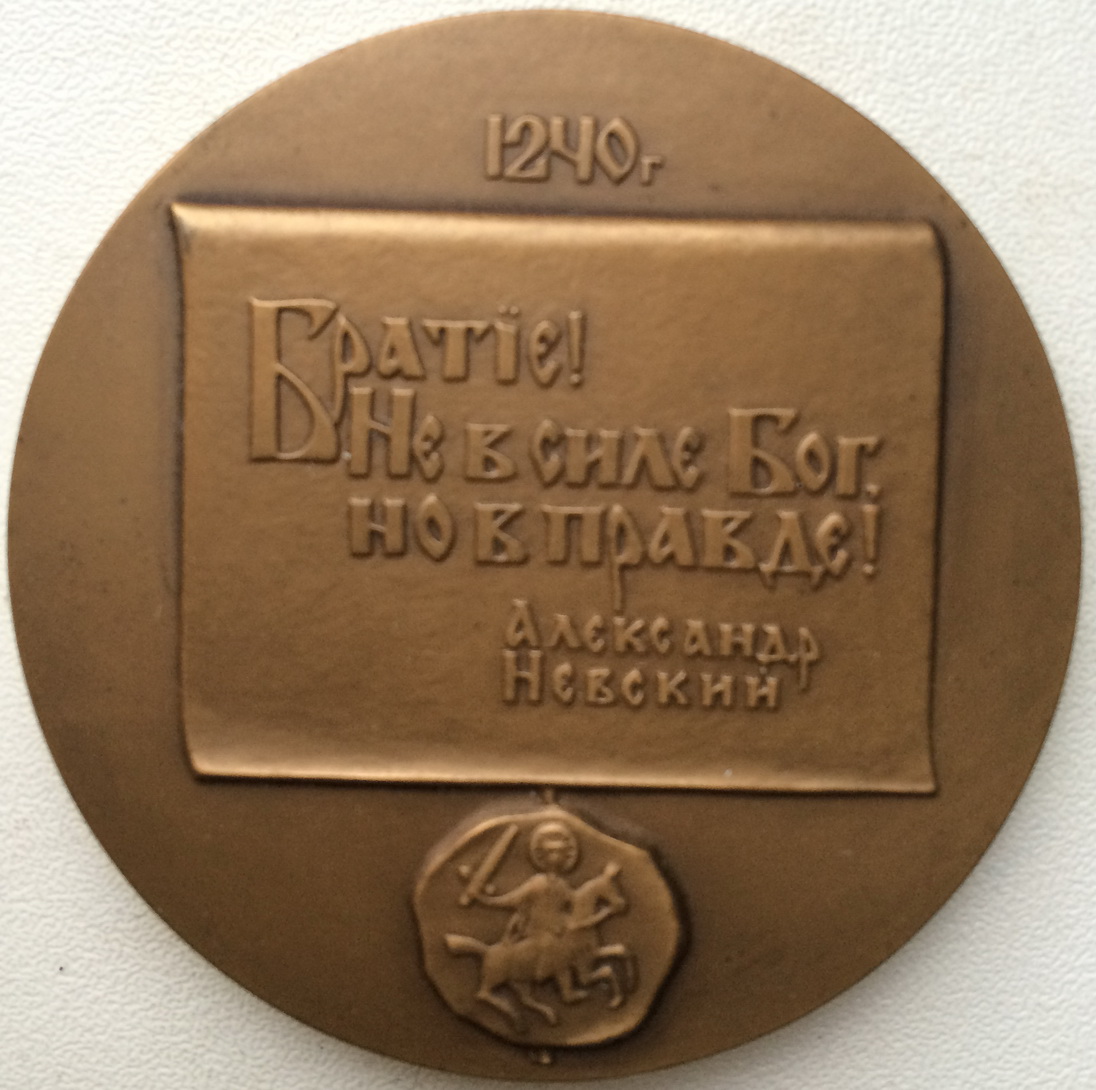 1240г
Братїе!
Не в силе Бог,
но в правде!
Александр
Невский